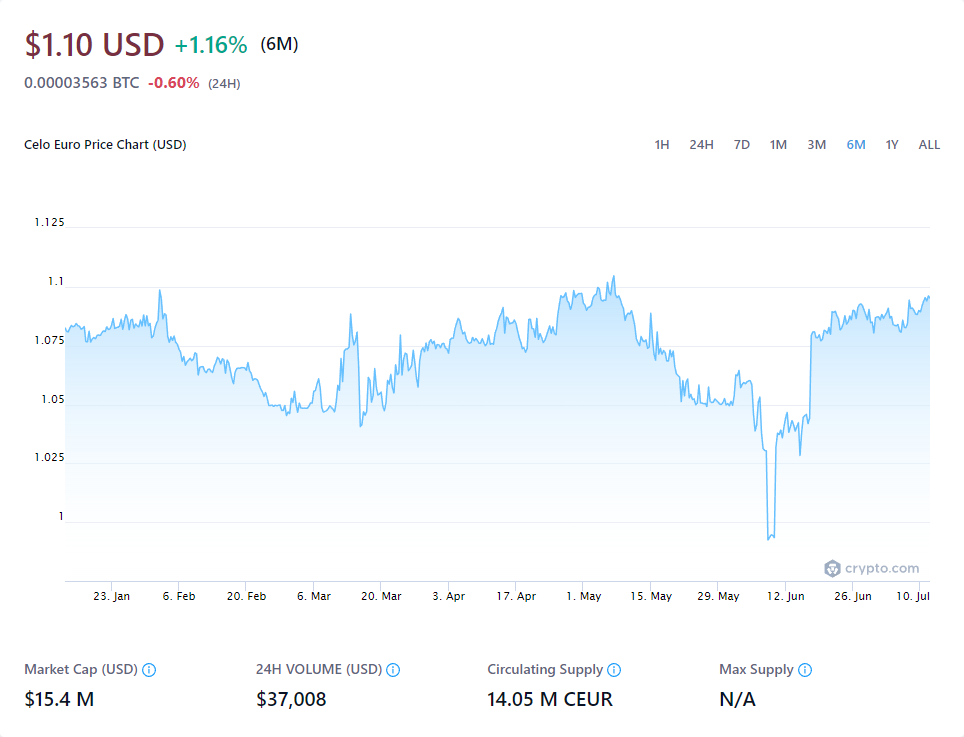 $1.10 USD +1.16% (6M)
0.00003563 BTC -0.60% (24H)
Celo Euro Price Chart (USD) 1H 24H 7D 1M 3M 6M 1Y ALL
1.125
1.1
1.075
1.05
1.025
1
crypto.com
23. Jan 6. Feb 20. Feb 6. Mar 20. Mar 3. Apr 17. Apr 1. May 15. May 29. May 12. Jun 26. Jun 10. Jul
Market Cap (USD) 24H VOLUME (USD) Circulating Supply Max Supply
$15.4 M $37,008 14.05 M CEUR N/A